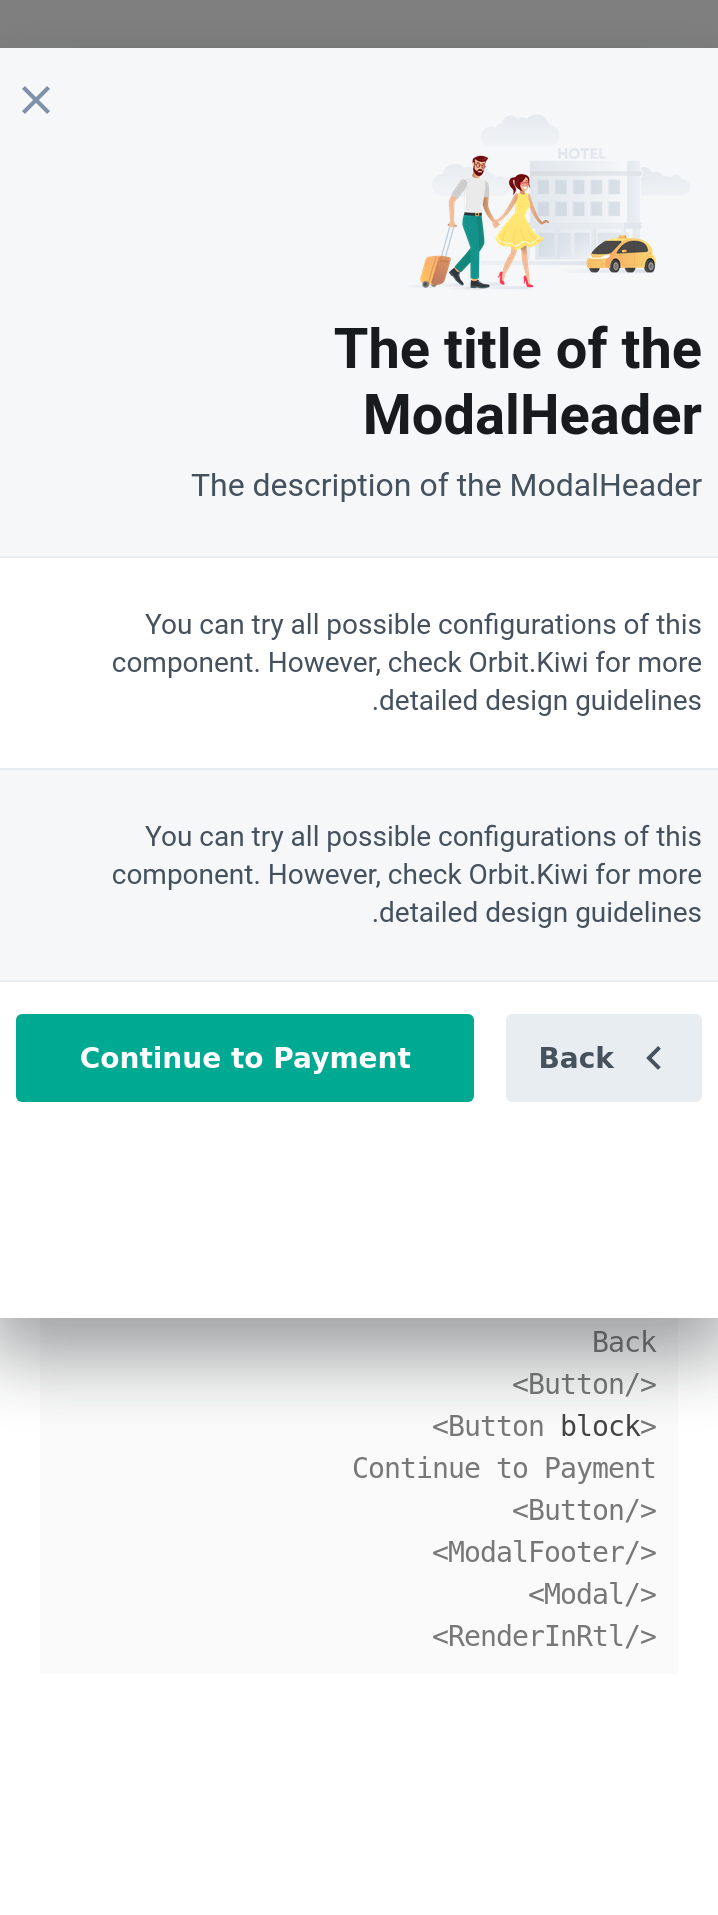 HOTEL
The title of the
ModalHeader
The description of the ModalHeader
You can try all possible configurations of this
component. However, check Orbit.Kiwi for more
.detailed design guidelines
You can try all possible configurations of this
component. However, check Orbit.Kiwi for more
.detailed design guidelines
Continue to Payment
Back
Back
<Button/>
<Button block>
Continue to Payment
<Button/>
<ModalFooter/>
<Modal/>
<RenderInRtl/>